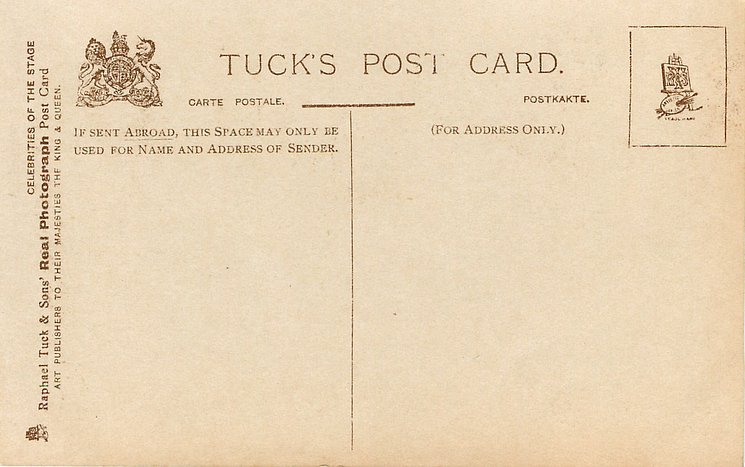 TUCK'S POST CARD.
CARTE POSTALE.
POSTKAKTE.
IF SENT ABROAD, THIS SPACE MAY ONLY BE
USED FOR NAME AND ADDRESS OF SENDER.
(FOR ADDRESS ONLY.)
CELEBRITIES OF THE STAGE
Raphael Tuck & Sons' Real Photograph Post Card
ART PUBLISHERS TO THEIR MAJESTIES THE KING & QUEEN.